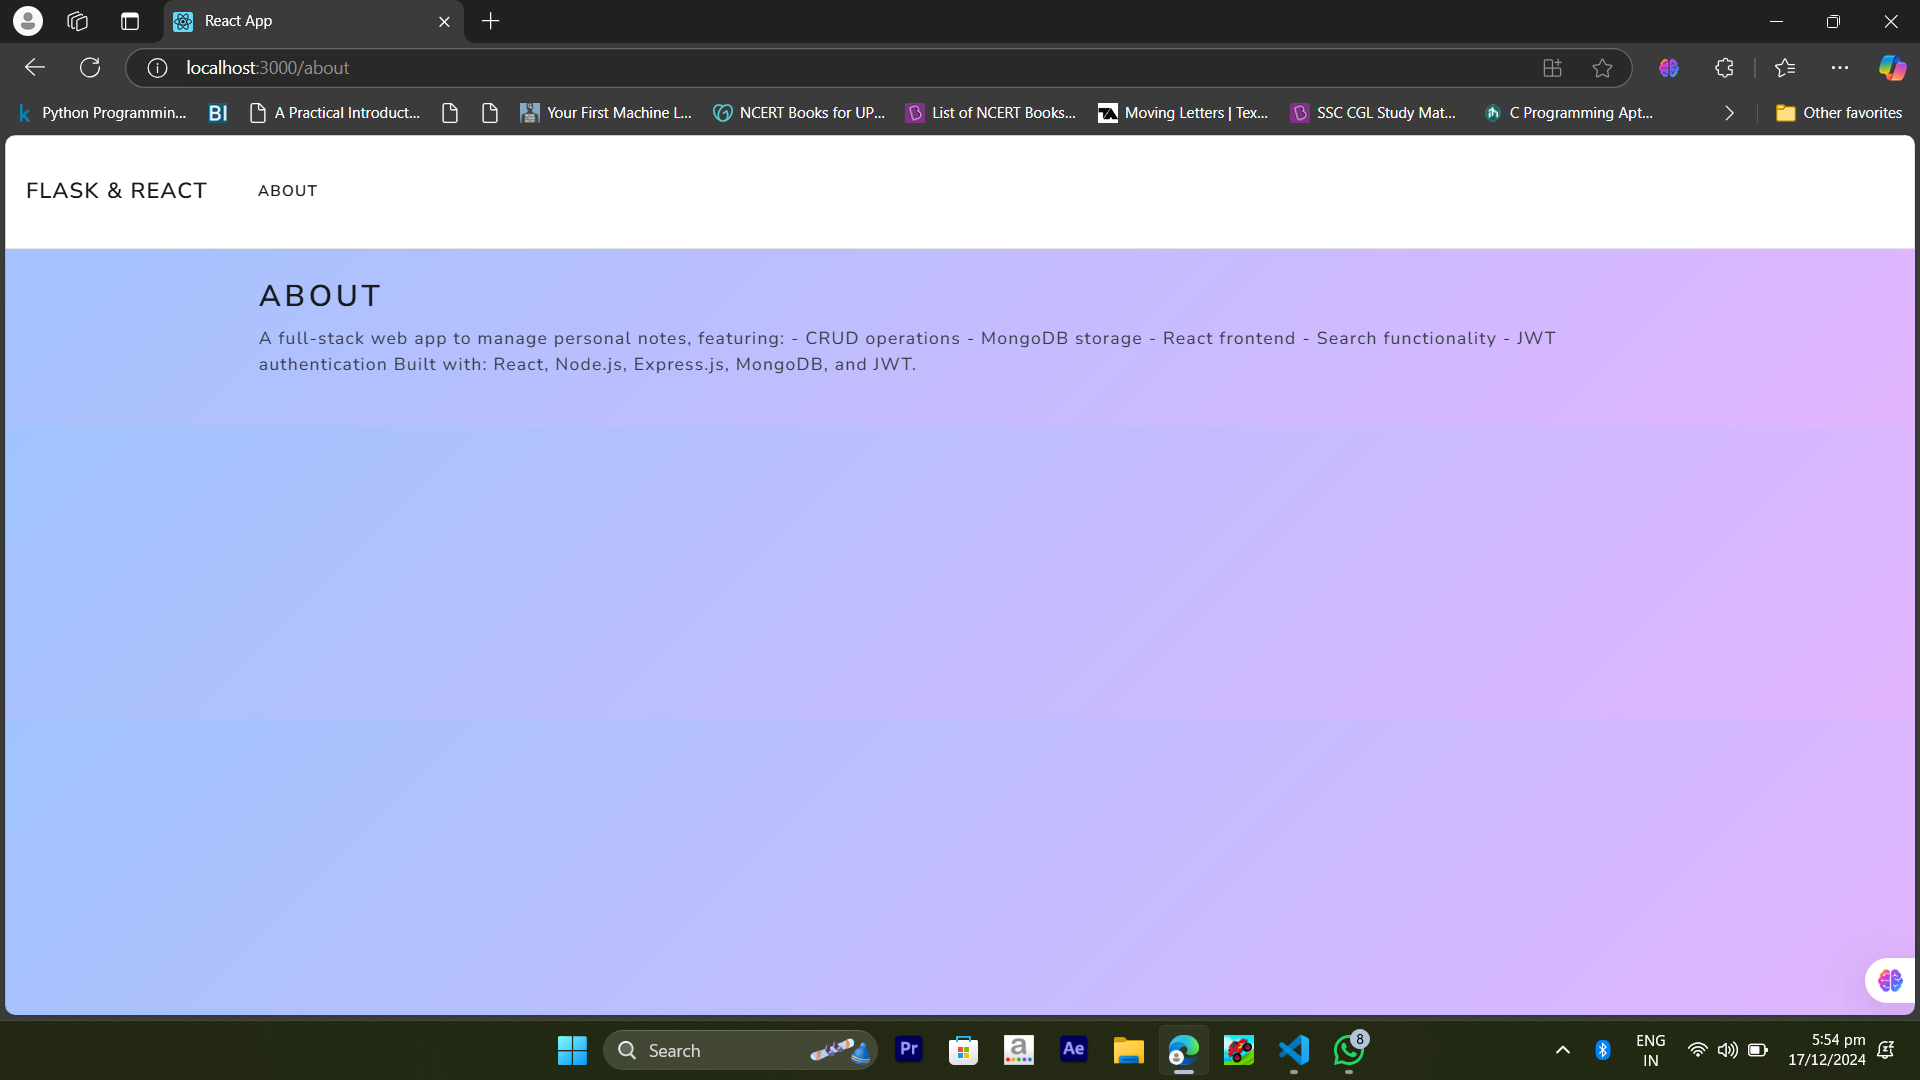 React App
localhost:3000/about
Python Programmin...
BI
A Practical Introduct...
Your First Machine L...
NCERT Books for UP...
List of NCERT Books...
Moving Letters | Tex...
SSC CGL Study Mat...
C Programming Apt...
Other favorites
FLASK & REACT
ABOUT
ABOUT
A full-stack web app to manage personal notes, featuring: - CRUD operations - MongoDB storage - React frontend - Search functionality - JWT
authentication Built with: React, Node.js, Express.js, MongoDB, and JWT.
Search
Pr
a
Ae
8
ENG
IN
5:54 pm
17/12/2024